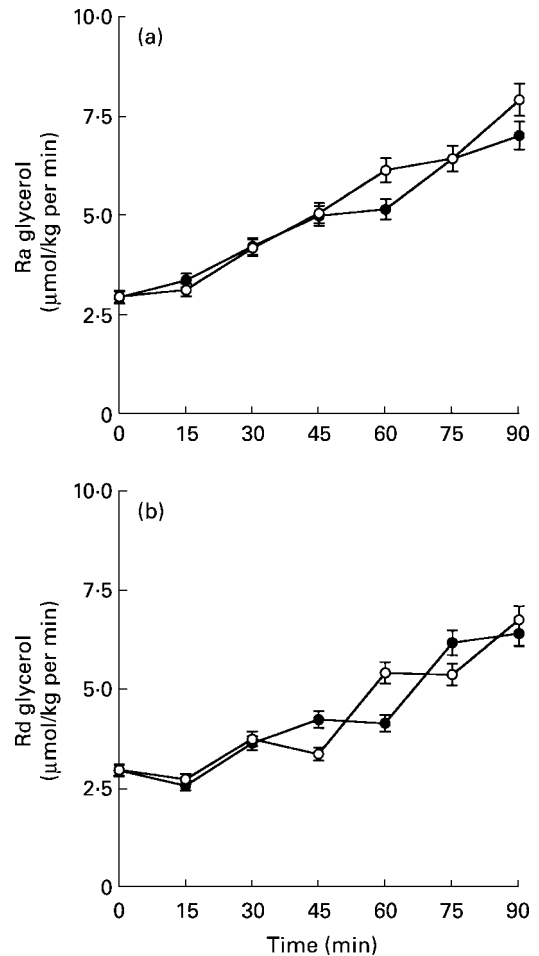 (a)
10·0
7·5
5·0
2·5
0
Ra glycerol
(μmol/kg per min)
0 15 30 45 60 75 90
(b)
10·0
7·5
5·0
2·5
0
Rd glycerol
(μmol/kg per min)
0 15 30 45 60 75 90
Time (min)